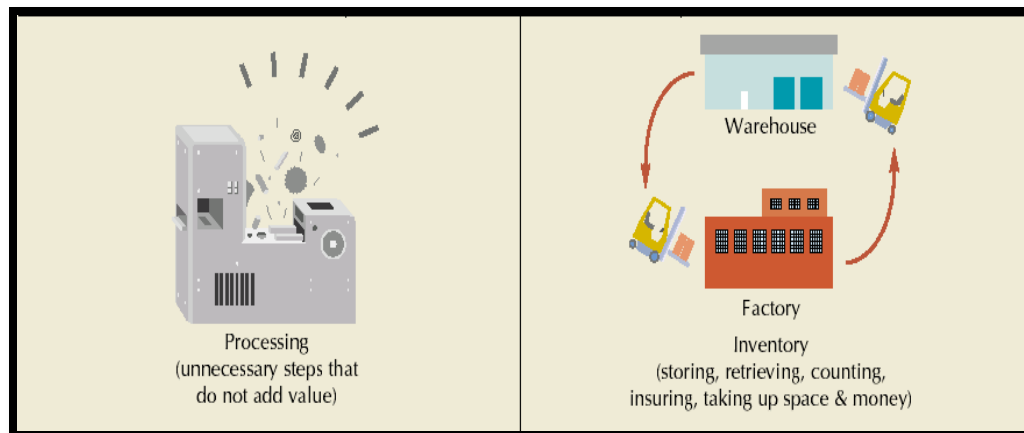 Processing
(unnecessary steps that
do not add value)
Warehouse
Factory
Inventory
(storing, retrieving, counting,
insuring, taking up space & money)